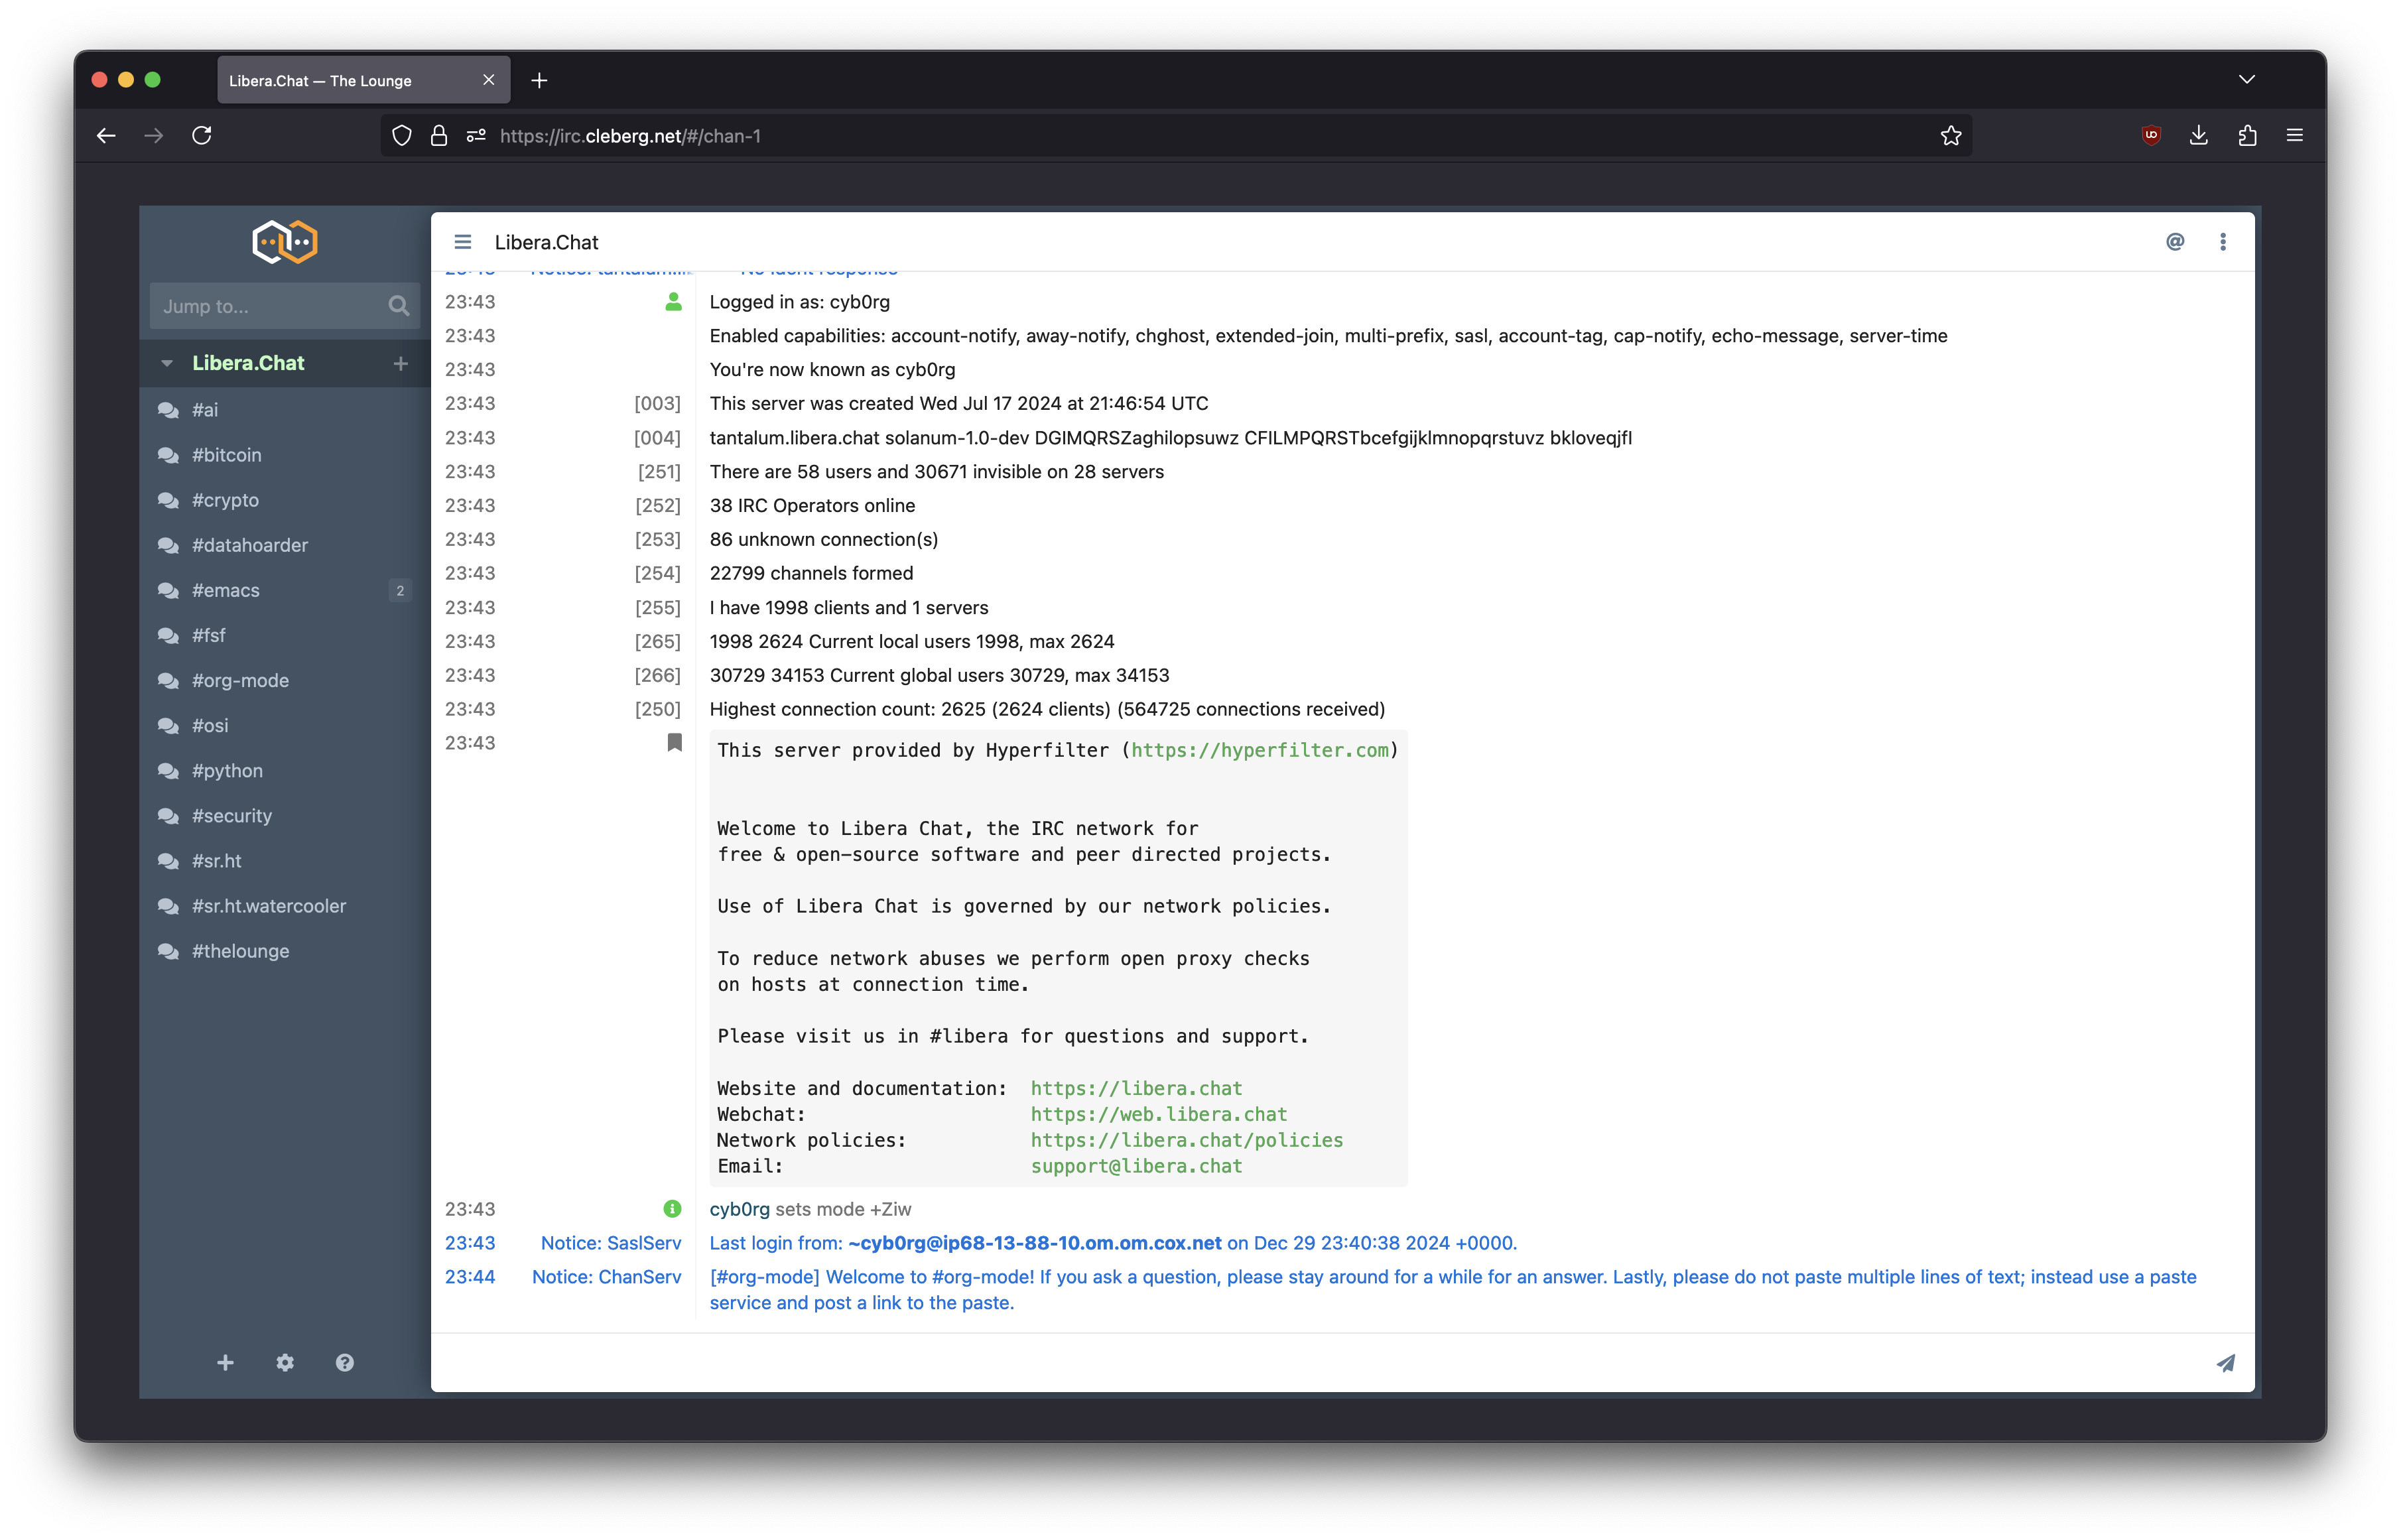 Libera.Chat — The Lounge
https://irc.cleberg.net/#/chan-1
Jump to...
Libera.Chat
#ai
#bitcoin
#crypto
#datahoarder
#emacs 2
#fsf
#org-mode
#osi
#python
#security
#sr.ht
#sr.ht.watercooler
#thelounge
Libera.Chat
23:43 Notice: tantalum.... No Ident response
23:43 Logged in as: cyb0rg
23:43 Enabled capabilities: account-notify, away-notify, chghost, extended-join, multi-prefix, sasl, account-tag, cap-notify, echo-message, server-time
23:43 You're now known as cyb0rg
23:43 [003] This server was created Wed Jul 17 2024 at 21:46:54 UTC
23:43 [004] tantalum.libera.chat solanum-1.0-dev DGIMQRSZaghilopsuwz CFILMPQRSTbcefgijklmnopqrstuvz bkloveqjfI
23:43 [251] There are 58 users and 30671 invisible on 28 servers
23:43 [252] 38 IRC Operators online
23:43 [253] 86 unknown connection(s)
23:43 [254] 22799 channels formed
23:43 [255] I have 1998 clients and 1 servers
23:43 [265] 1998 2624 Current local users 1998, max 2624
23:43 [266] 30729 34153 Current global users 30729, max 34153
23:43 [250] Highest connection count: 2625 (2624 clients) (564725 connections received)
23:43 This server provided by Hyperfilter (https://hyperfilter.com)
Welcome to Libera Chat, the IRC network for
free & open-source software and peer directed projects.
Use of Libera Chat is governed by our network policies.
To reduce network abuses we perform open proxy checks
on hosts at connection time.
Please visit us in #libera for questions and support.
Website and documentation: https://libera.chat
Webchat: https://web.libera.chat
Network policies: https://libera.chat/policies
Email: support@libera.chat
23:43 cyb0rg sets mode +Ziw
23:43 Notice: SaslServ Last login from: ~cyb0rg@ip68-13-88-10.om.om.cox.net on Dec 29 23:40:38 2024 +0000.
23:44 Notice: ChanServ [#org-mode] Welcome to #org-mode! If you ask a question, please stay around for a while for an answer. Lastly, please do not paste multiple lines of text; instead use a paste
service and post a link to the paste.